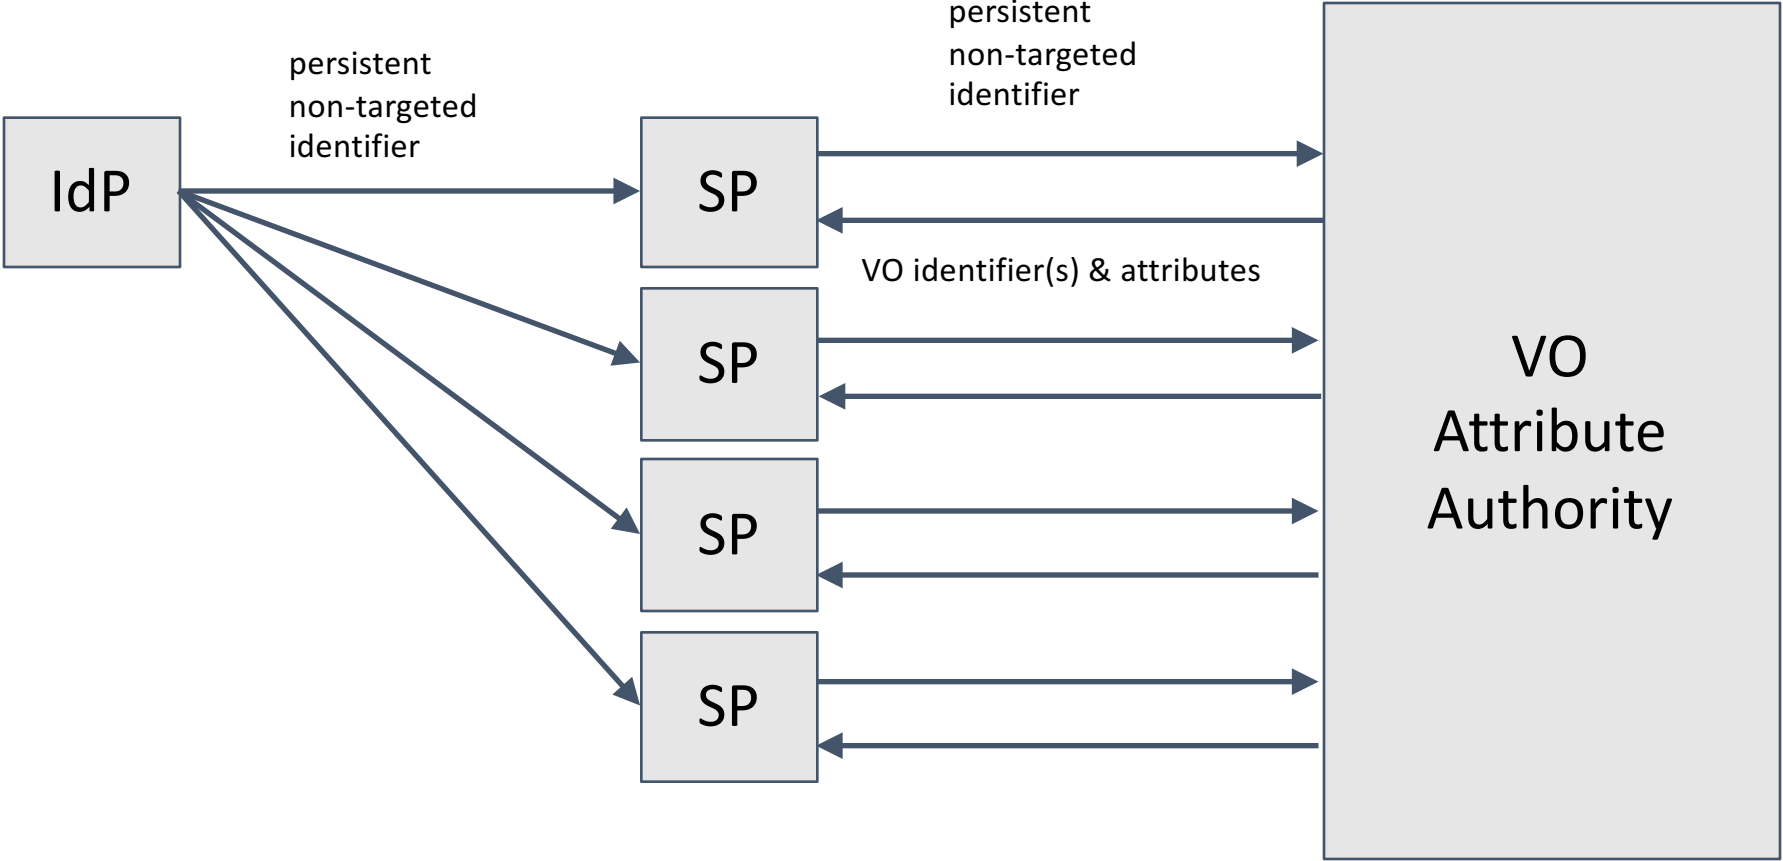 persistent
non-targeted
identifier
persistent
non-targeted
identifier
IdP
SP
VO identifier(s) & attributes
SP
SP
SP
VO
Attribute
Authority